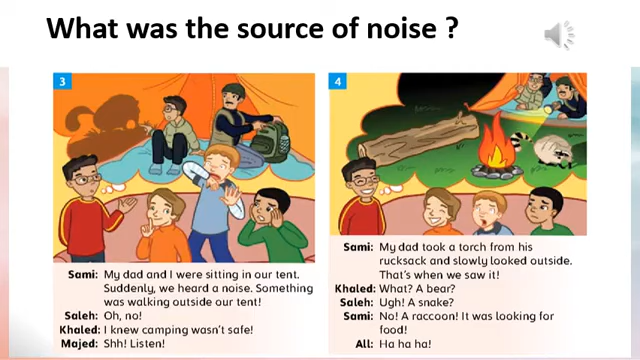 What was the source of noise ?
3
Sami: My dad and I were sitting in our tent.
Suddenly, we heard a noise. Something
was walking outside our tent!
Saleh: Oh, no!
Khaled: I knew camping wasn't safe!
Majed: Shh! Listen!
4
Sami: My dad took a torch from his
rucksack and slowly looked outside.
That's when we saw it!
Khaled: What? A bear?
Saleh: Ugh! A snake?
Sami: No! A raccoon! It was looking for
food!
All: Ha ha ha!